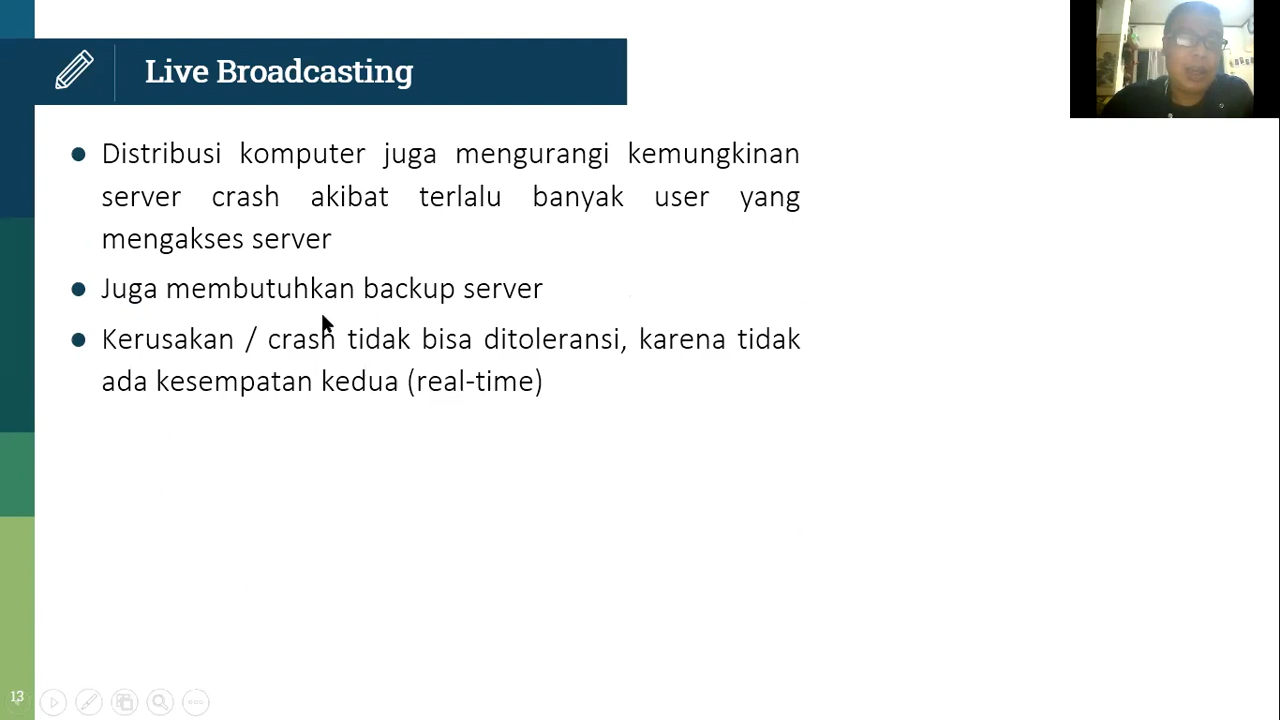 Live Broadcasting
Distribusi komputer juga mengurangi kemungkinan
server crash akibat terlalu banyak user yang
mengakses server
Juga membutuhkan backup server
Kerusakan / crash tidak bisa ditoleransi, karena tidak
ada kesempatan kedua (real-time)
13